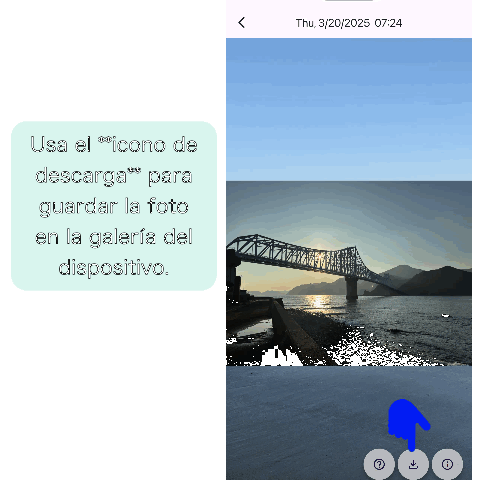 Usa el **icono de
descarga** para
guardar la foto
en la galería del
dispositivo.
Thu, 3/20/2025 07:24